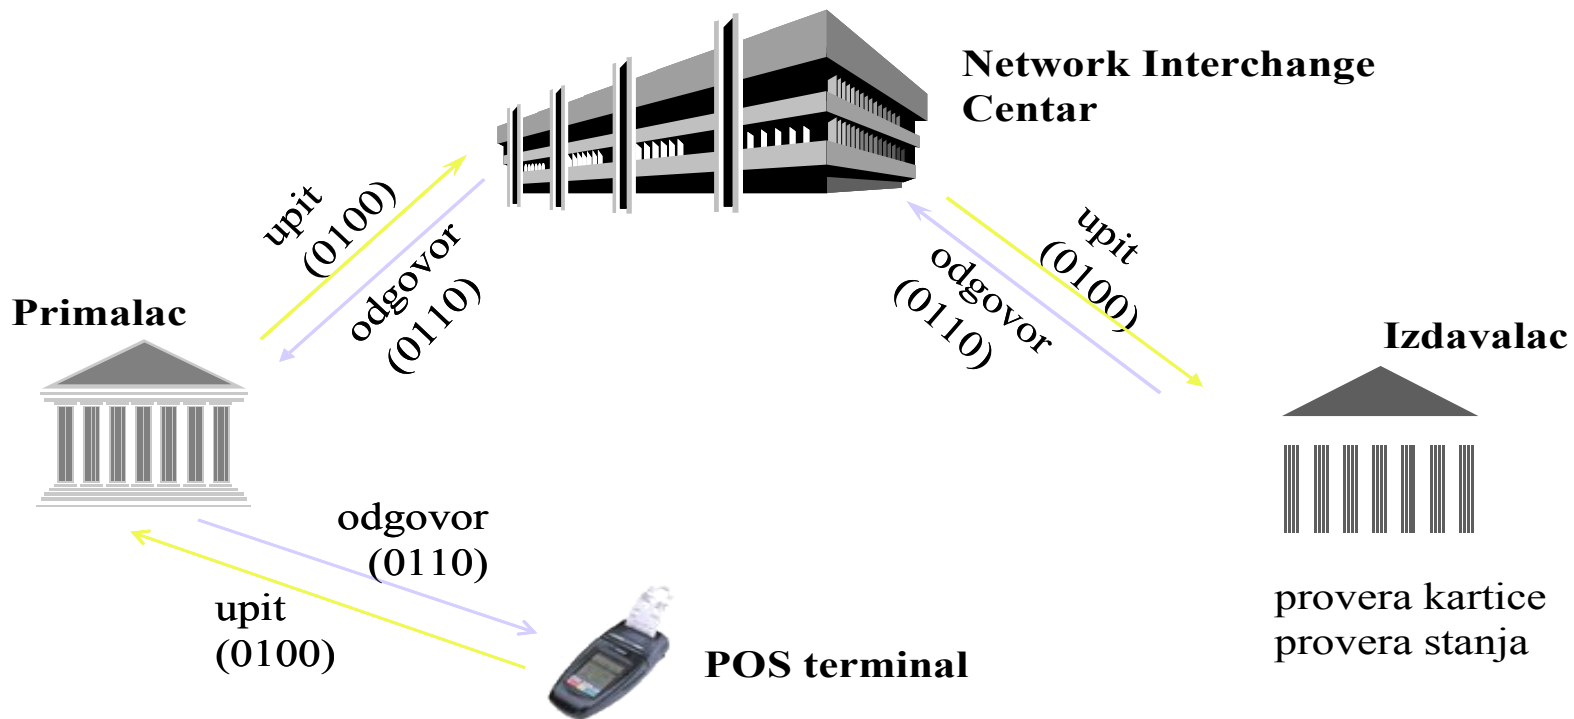 Network Interchange
Centar
upit
(0100)
odgovor
(0110)
upit
(0100)
odgovor
(0110)
Primalac
Izdavalac
odgovor
(0110)
upit
(0100)
provera kartice
provera stanja
POS terminal